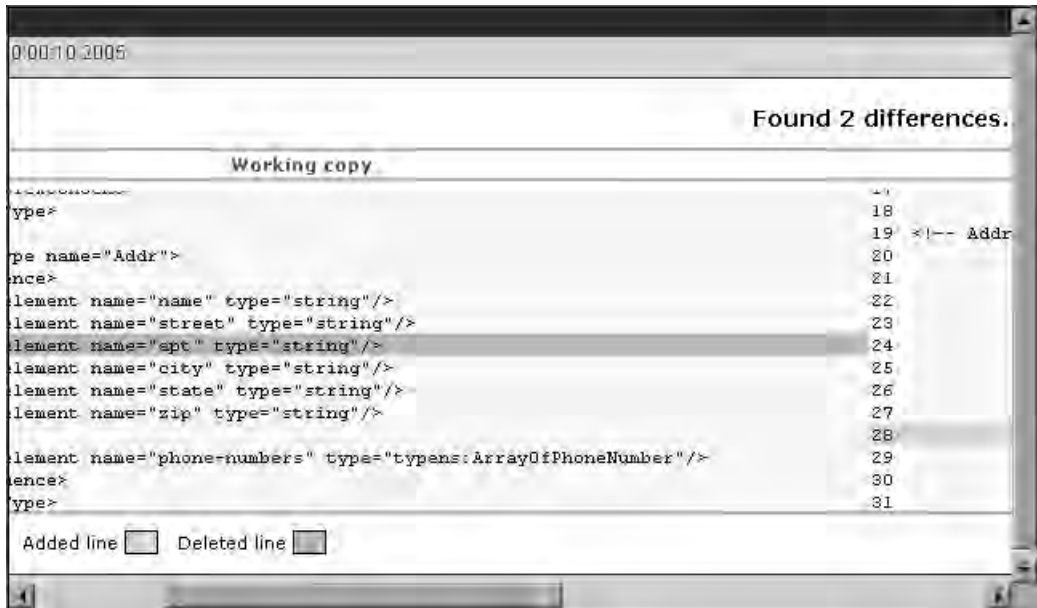 0:00:10 2005
Found 2 differences.
Working copy
ype>
18
19 <!-- Addr
pe name="Addr">
20
nce>
21
lement name="name" type="string"/>
22
lement name="street" type="string"/>
23
lement name="apt" type="string"/>
24
lement name="city" type="string"/>
25
lement name="state" type="string"/>
26
lement name="zip" type="string"/>
27
28
lement name="phone-numbers" type="typens:ArrayOfPhoneNumber"/>
29
ence>
30
ype>
31
Added line Deleted line